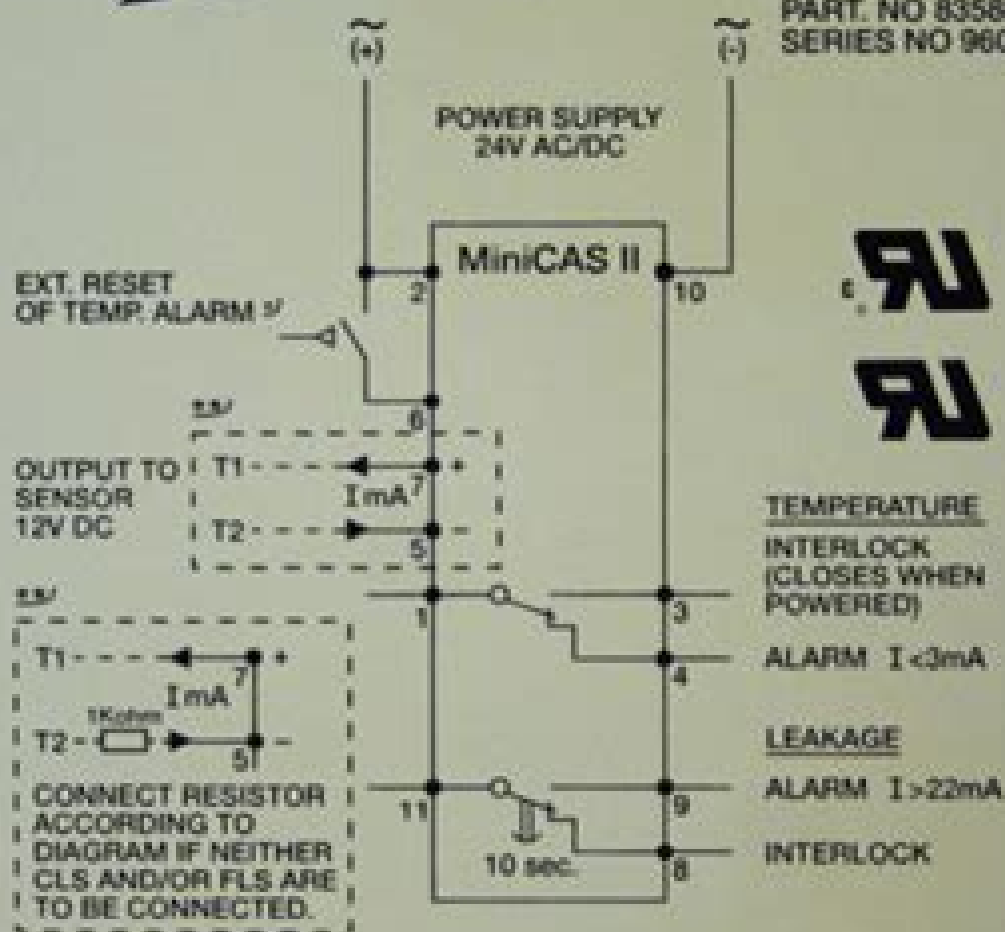 PART. NO 8358
SERIES NO 960
(+)
(-)
POWER SUPPLY
24V AC/DC
MiniCAS II
2
10
EXT. RESET
OF TEMP. ALARM
6
OUTPUT TO
SENSOR
12V DC
T1
+
7
I mA
T2
-
5
1
3
4
TEMPERATURE
INTERLOCK
(CLOSES WHEN
POWERED)
ALARM I<3mA
LEAKAGE
ALARM I>22mA
INTERLOCK
11
9
8
10 sec.
T1
+
7
I mA
1Kohm
T2
-
5
CONNECT RESISTOR
ACCORDING TO
DIAGRAM IF NEITHER
CLS AND/OR FLS ARE
TO BE CONNECTED.